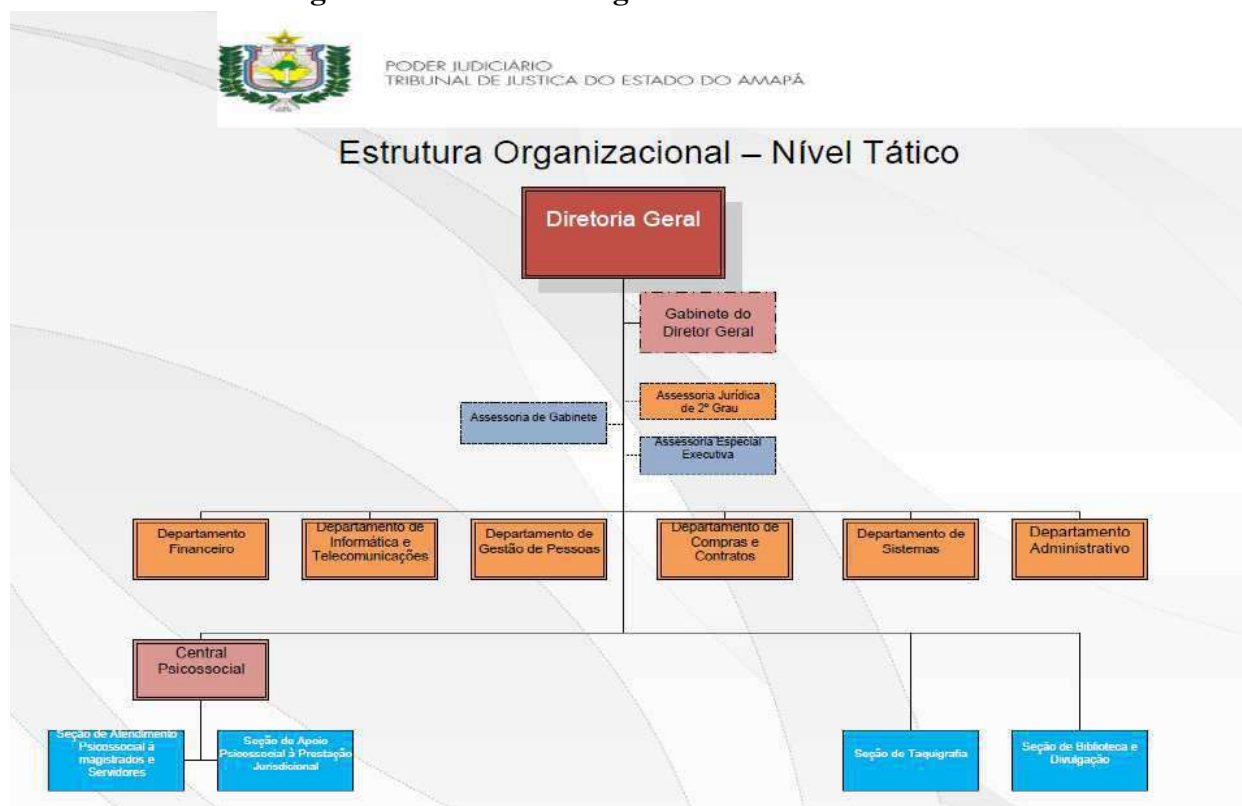 PODER JUDICIÁRIO
TRIBUNAL DE JUSTIÇA DO ESTADO DO AMAPÁ
Estrutura Organizacional – Nível Tático
Diretoria Geral
Gabinete do
Diretor Geral
Assessoria Jurídica
de 2º Grau
Assessoria de Gabinete
Assessoria Especial
Executiva
Departamento
Financeiro
Departamento de
Informática e
Telecomunicações
Departamento de
Gestão de Pessoas
Departamento de
Compras e
Contratos
Departamento de
Sistemas
Departamento
Administrativo
Central
Psicossocial
Seção de Atendimento
Psicossocial à
magistrados e
Servidores
Seção de Apoio
Psicossocial à Prestação
Jurisdicional
Seção de Taquigrafia
Seção de Biblioteca e
Divulgação